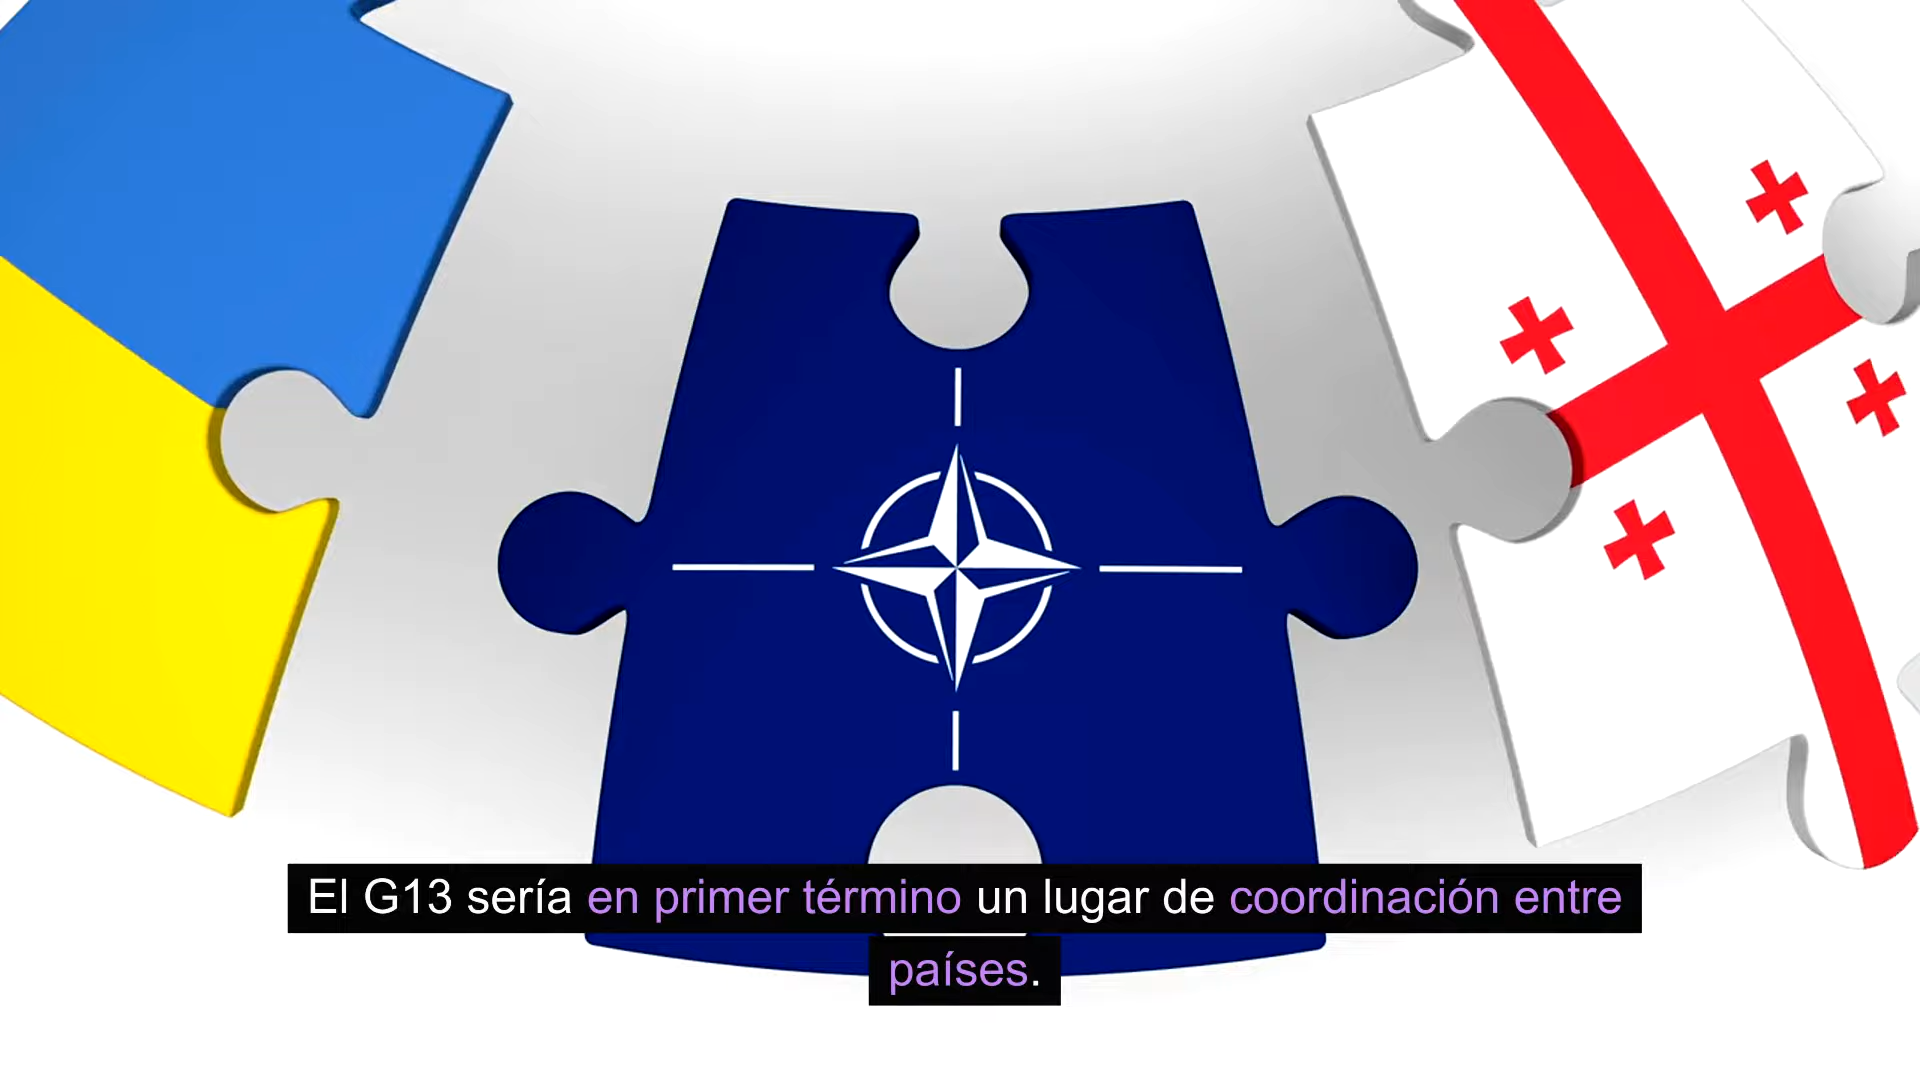 El G13 sería en primer término un lugar de coordinación entre
países.